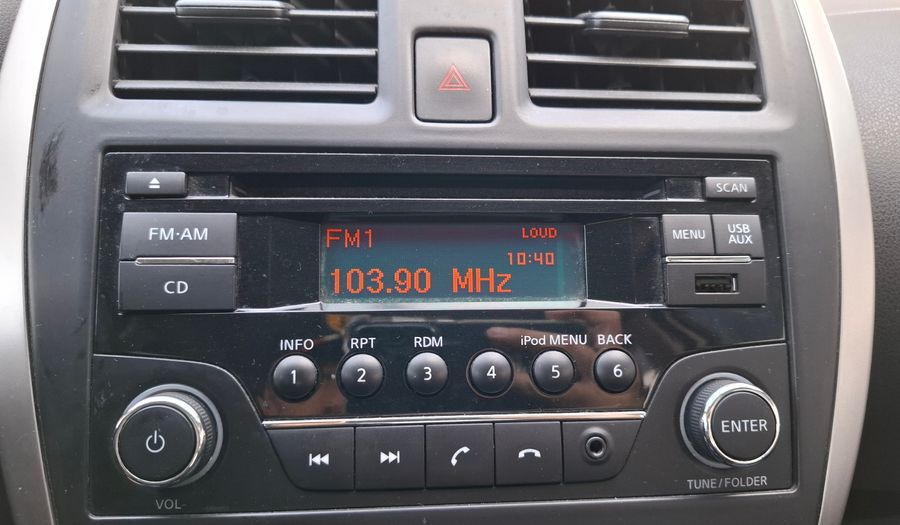 SCAN
FM·AM
CD
FM1
LOUD
10:40
103.90 MHz
MENU
USB
AUX
INFO
RPT
RDM
iPod MENU
BACK
1
2
3
4
5
6
VOL
ENTER
TUNE/FOLDER